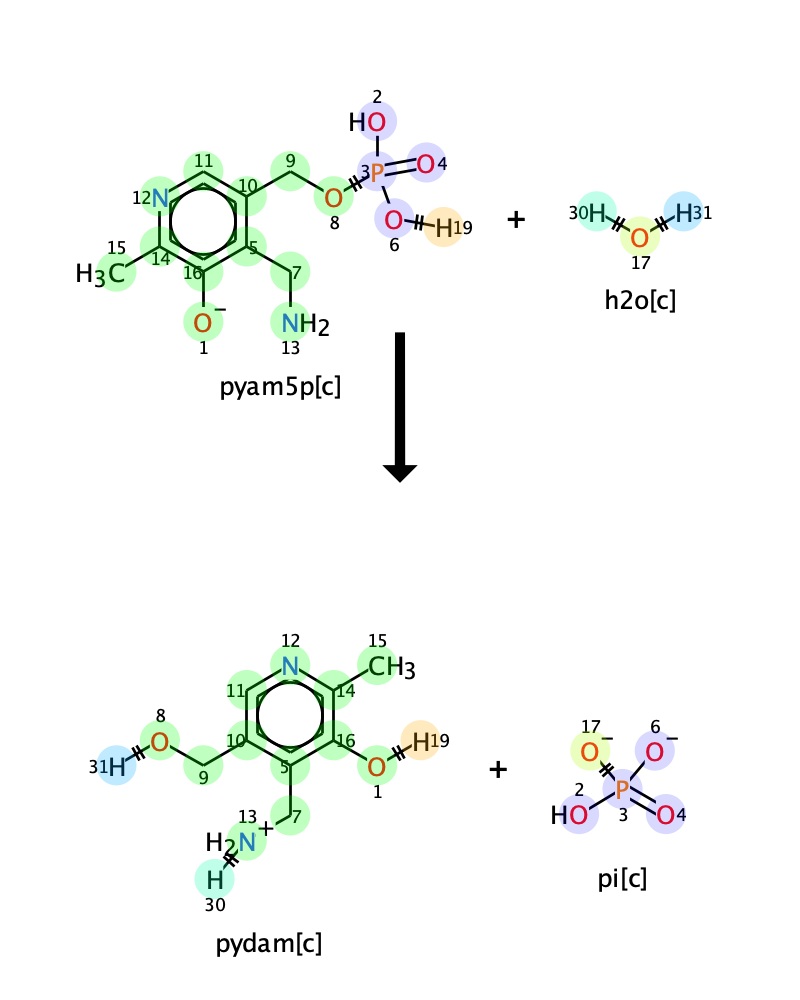 2
HO
11
9
3P
O4
12N
10
O
8
O
6
H19
+
30H
H31
O
17
15
H3C
14
16
5
7
O−
1
NH2
13
h2o[c]
pyam5p[c]
12
N
15
CH3
11
14
8
O
10
16
H19
31H
9
5
O
1
+
17
O−
6
O−
13
7
H2N+
2
HO
P
3
O4
H
30
pi[c]
pydam[c]